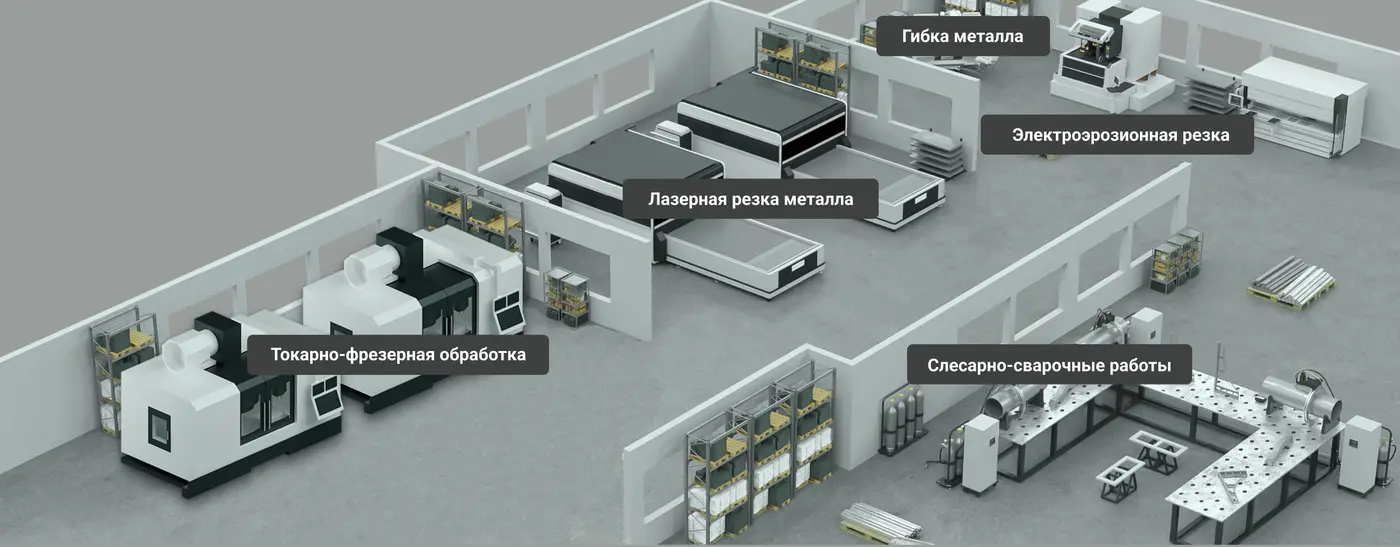 Гибка металла
Электроэрозионная резка
Лазерная резка металла
Токарно-фрезерная обработка
Слесарно-сварочные работы